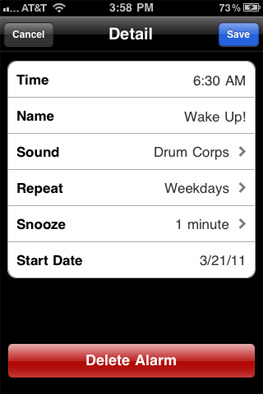 AT&T 3:58 PM 73%
Cancel Detail Save
Time 6:30 AM
Name Wake Up!
Sound Drum Corps
Repeat Weekdays
Snooze 1 minute
Start Date 3/21/11
Delete Alarm